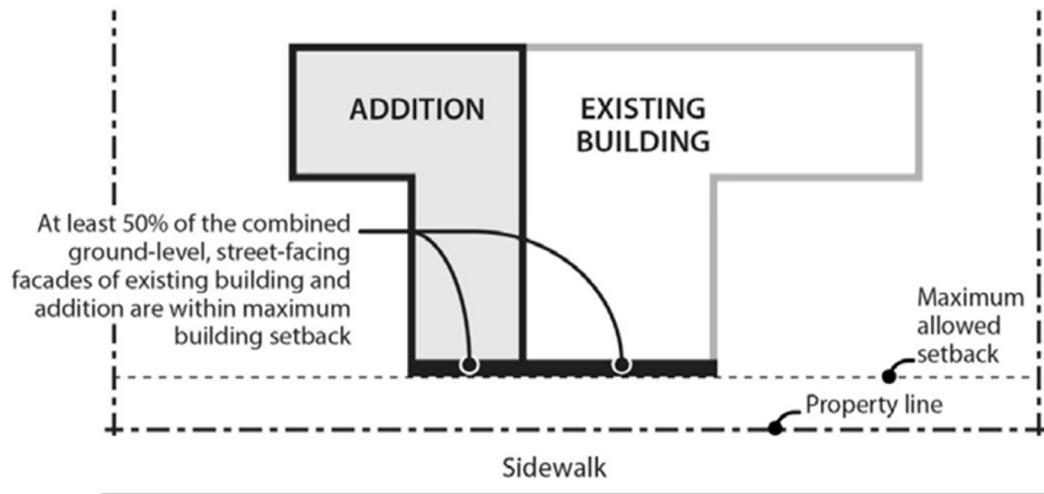 ADDITION
EXISTING
BUILDING
At least 50% of the combined
ground-level, street-facing
facades of existing building and
addition are within maximum
building setback
Maximum
allowed
setback
Property line
Sidewalk